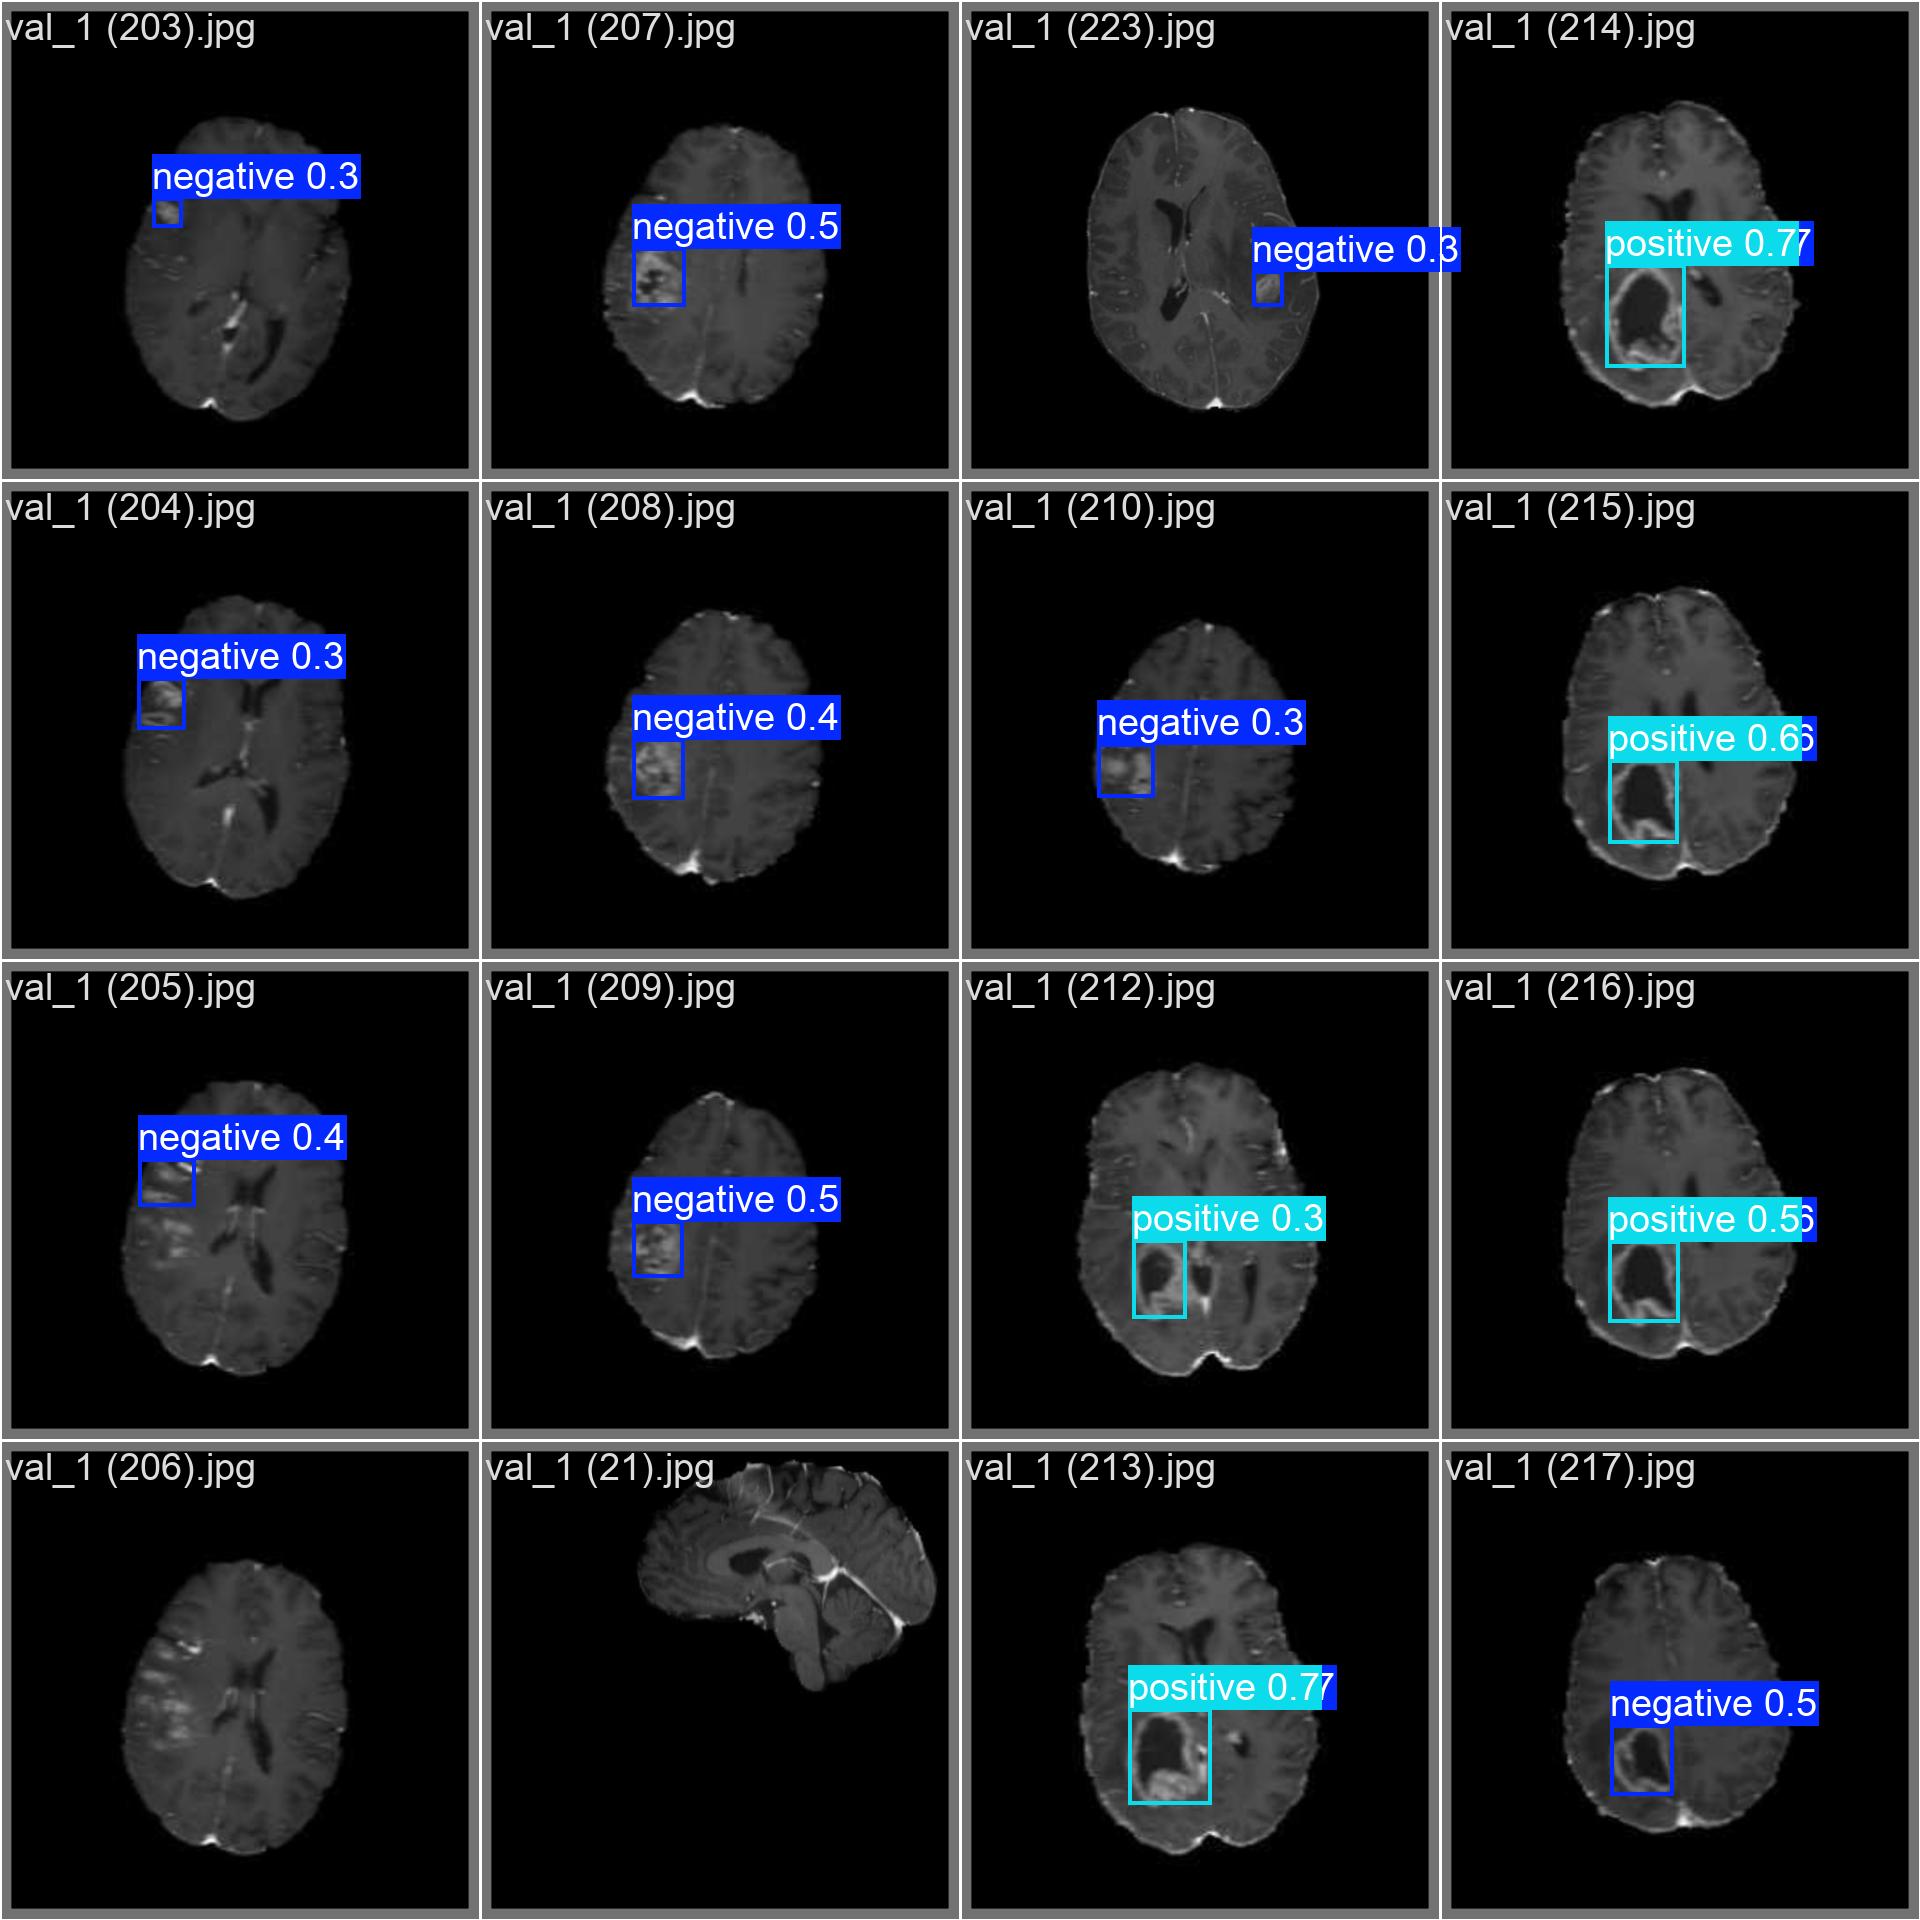 val_1 (203).jpg
negative 0.3
val_1 (207).jpg
negative 0.5
val_1 (223).jpg
negative 0.3
val_1 (214).jpg
positive 0.77
val_1 (204).jpg
negative 0.3
val_1 (208).jpg
negative 0.4
val_1 (210).jpg
negative 0.3
val_1 (215).jpg
positive 0.66
val_1 (205).jpg
negative 0.4
val_1 (209).jpg
negative 0.5
val_1 (212).jpg
positive 0.3
val_1 (216).jpg
positive 0.56
val_1 (206).jpg
val_1 (21).jpg
val_1 (213).jpg
positive 0.77
val_1 (217).jpg
negative 0.5